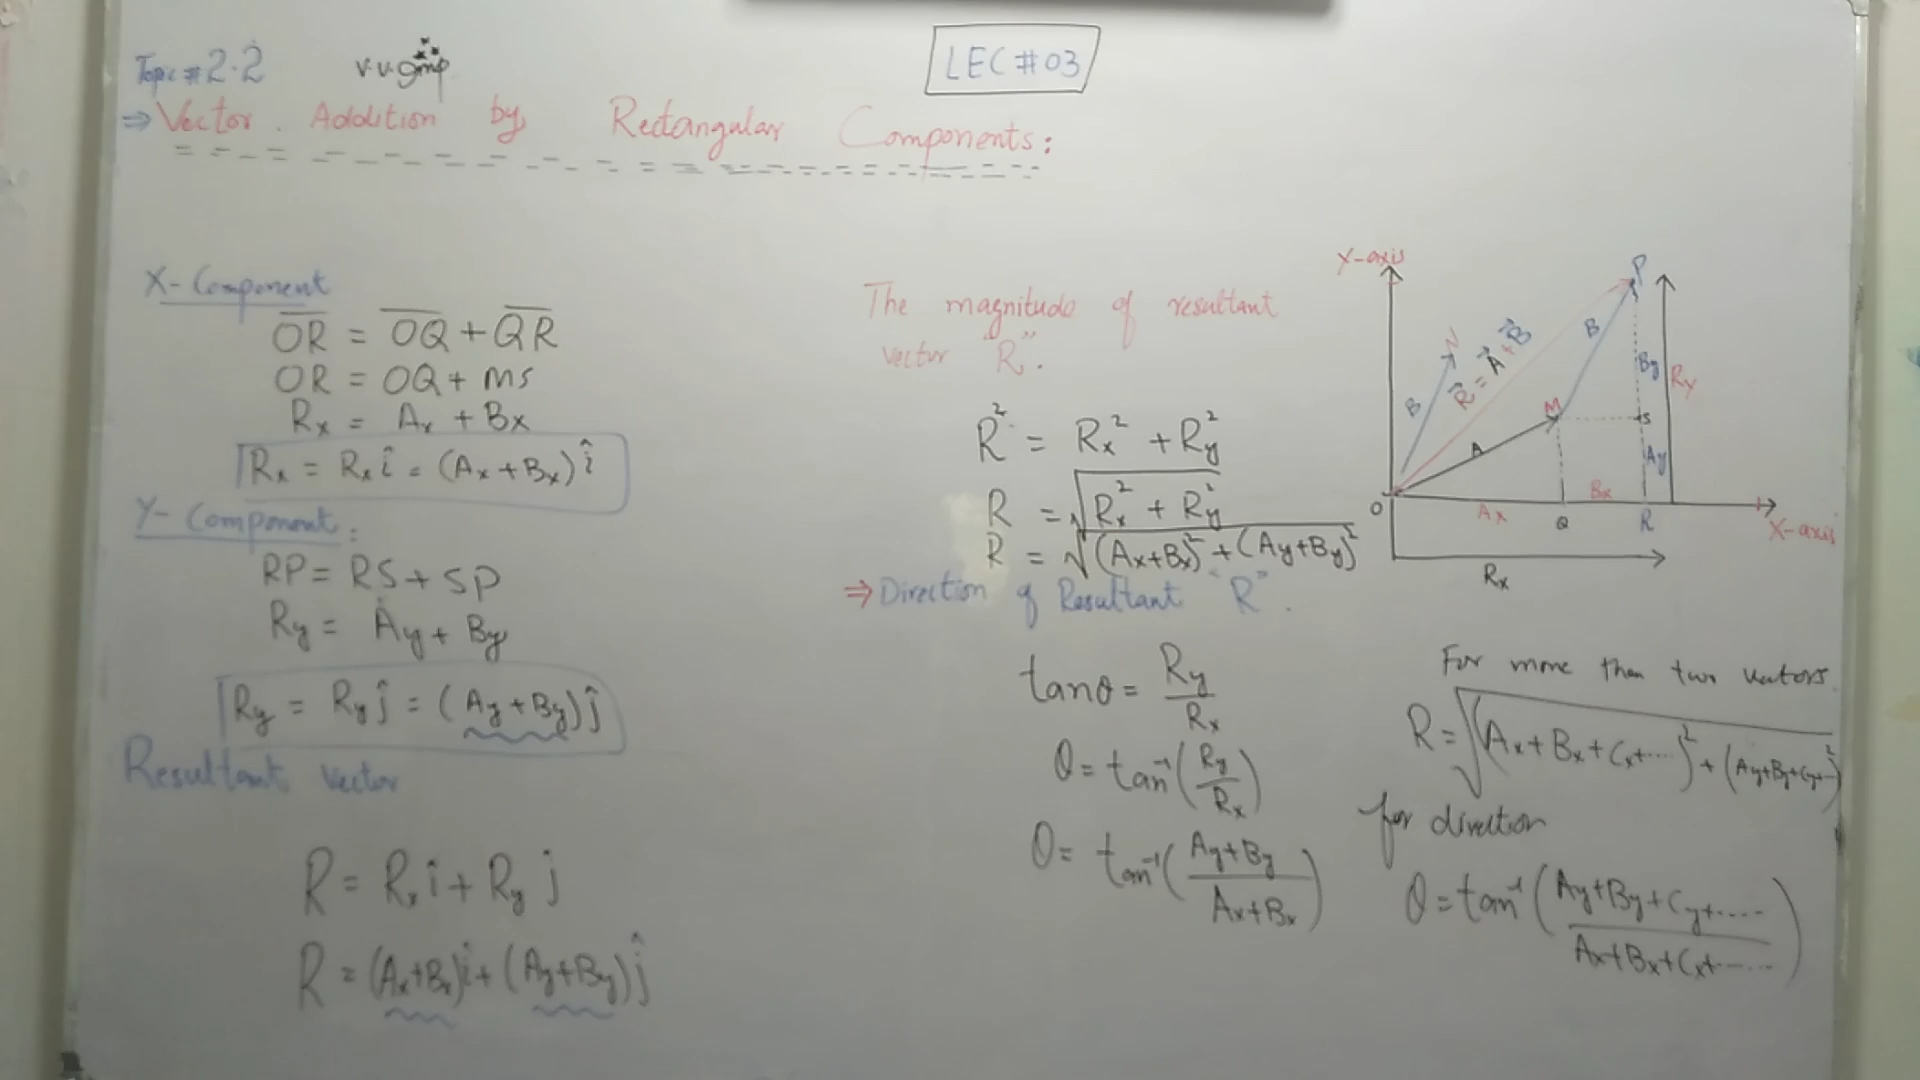 LEC #03
Topic # 2.2 v.v.gmp
⇒ Vector Addition by Rectangular Components:
X-Component
OR = OQ + QR
OR = OQ + MS
Rx = Ax + Bx
Rx = Rx î = (Ax+Bx) î
Y-Component:
RP = RS + SP
Ry = Ay + By
Ry = Ry ĵ = (Ay+By) ĵ
Resultant vector
R = Rx î + Ry j
R = (Ax+Bx)i + (Ay+By) ĵ
The magnitude of resultant
vector "R".
R² = Rx² + Ry²
R = √(Rx² + Ry²)
R = √((Ax+Bx)² + (Ay+By)²)
⇒ Direction of Resultant "R".
tanθ = Ry/Rx
θ = tan⁻¹(Ry/Rx)
θ = tan⁻¹((Ay+By)/(Ax+Bx))
Y-axis
P
N
B
R⃗ = A⃗ + B⃗
B
By
Ry
M
S
A
Ay
O
Ax
Bx
Q
R
X-axis
Rx
For more than two vectors.
R = √((Ax+Bx+Cx+....)² + (Ay+By+Cy+..)²)
for direction
θ = tan⁻¹((Ay+By+Cy+....)/(Ax+Bx+Cx+.....))